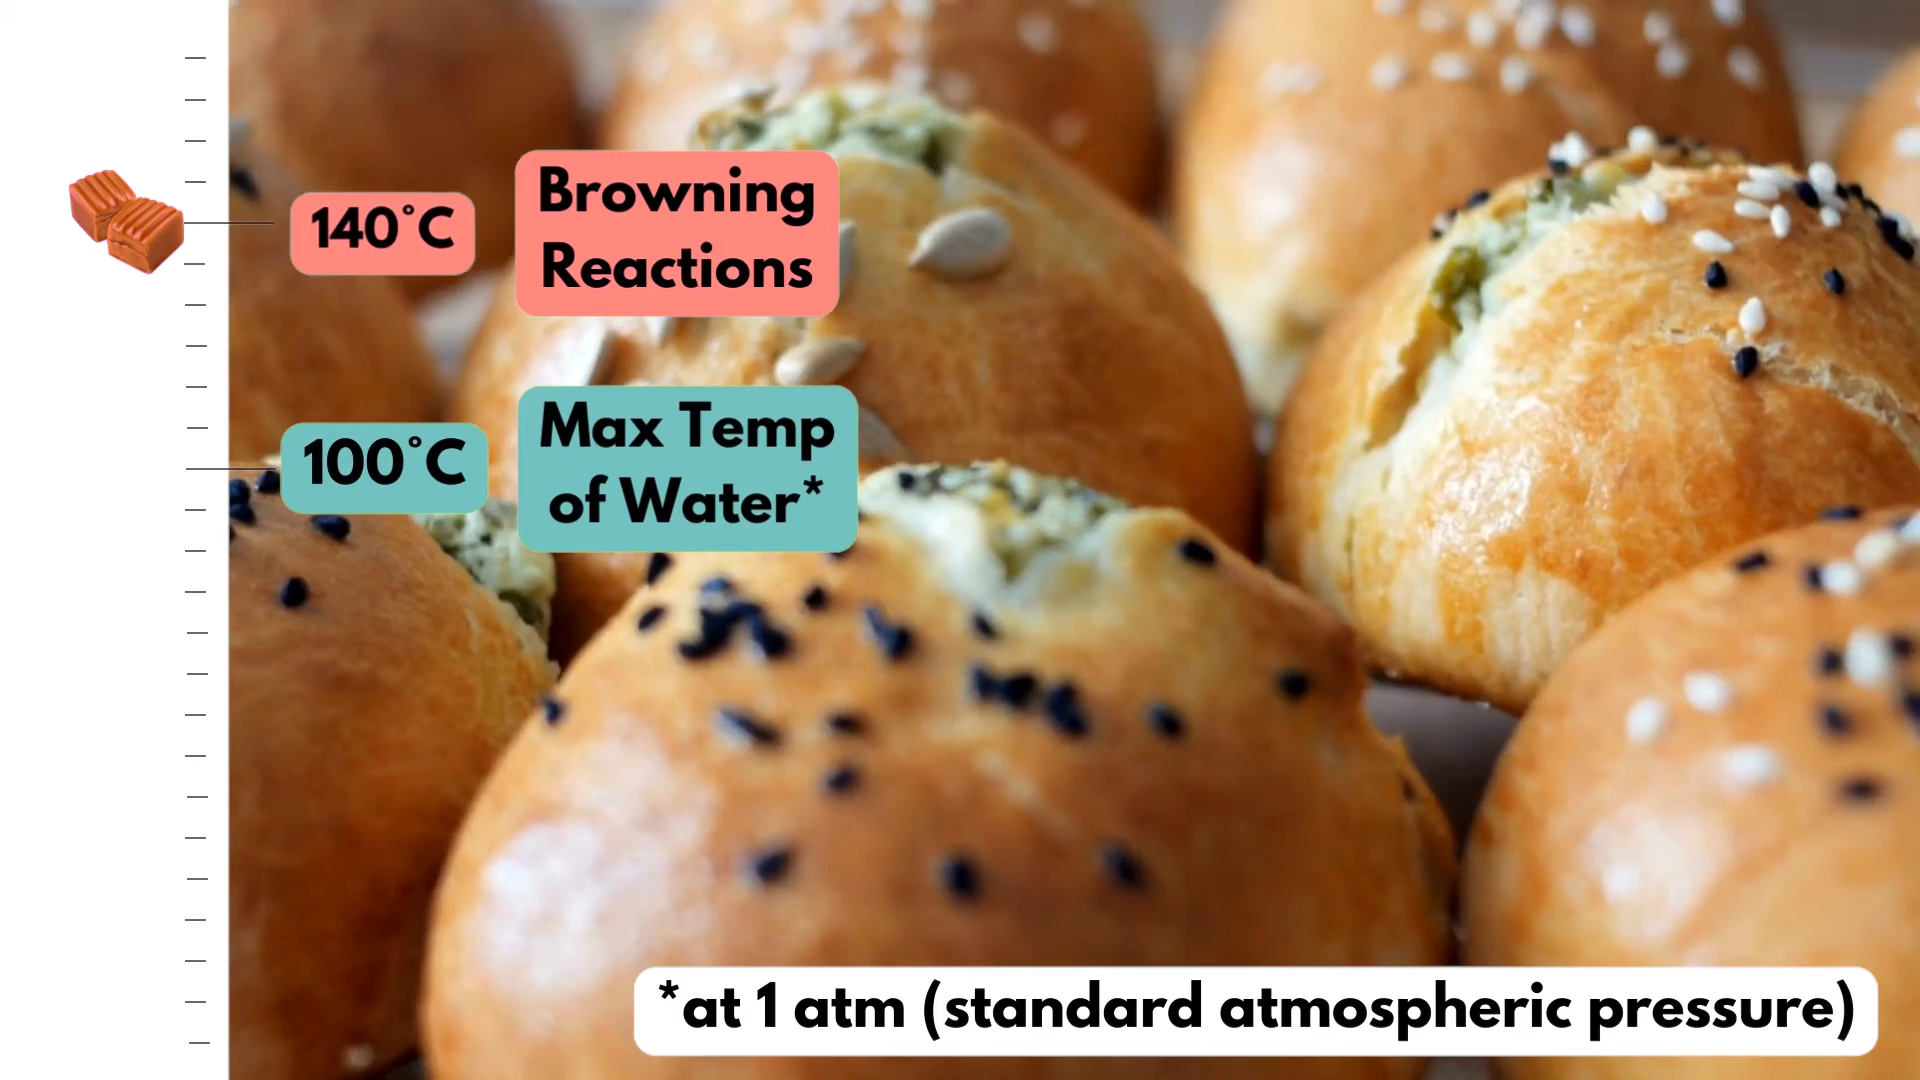 140°C
Browning
Reactions
100°C
Max Temp
of Water*
*at 1 atm (standard atmospheric pressure)